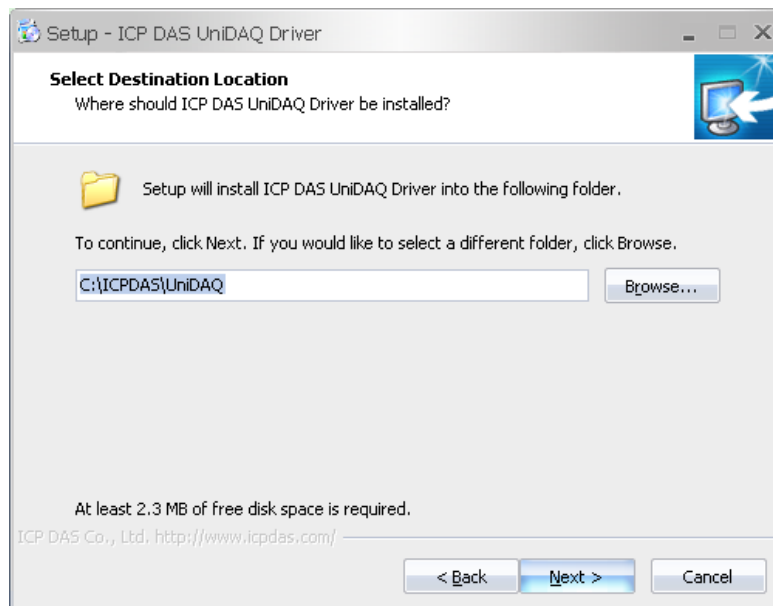 Setup - ICP DAS UniDAQ Driver
Select Destination Location
Where should ICP DAS UniDAQ Driver be installed?
Setup will install ICP DAS UniDAQ Driver into the following folder.
To continue, click Next. If you would like to select a different folder, click Browse.
C:\ICPDAS\UniDAQ
Browse...
At least 2.3 MB of free disk space is required.
ICP DAS Co., Ltd. http://www.icpdas.com/
< Back Next > Cancel